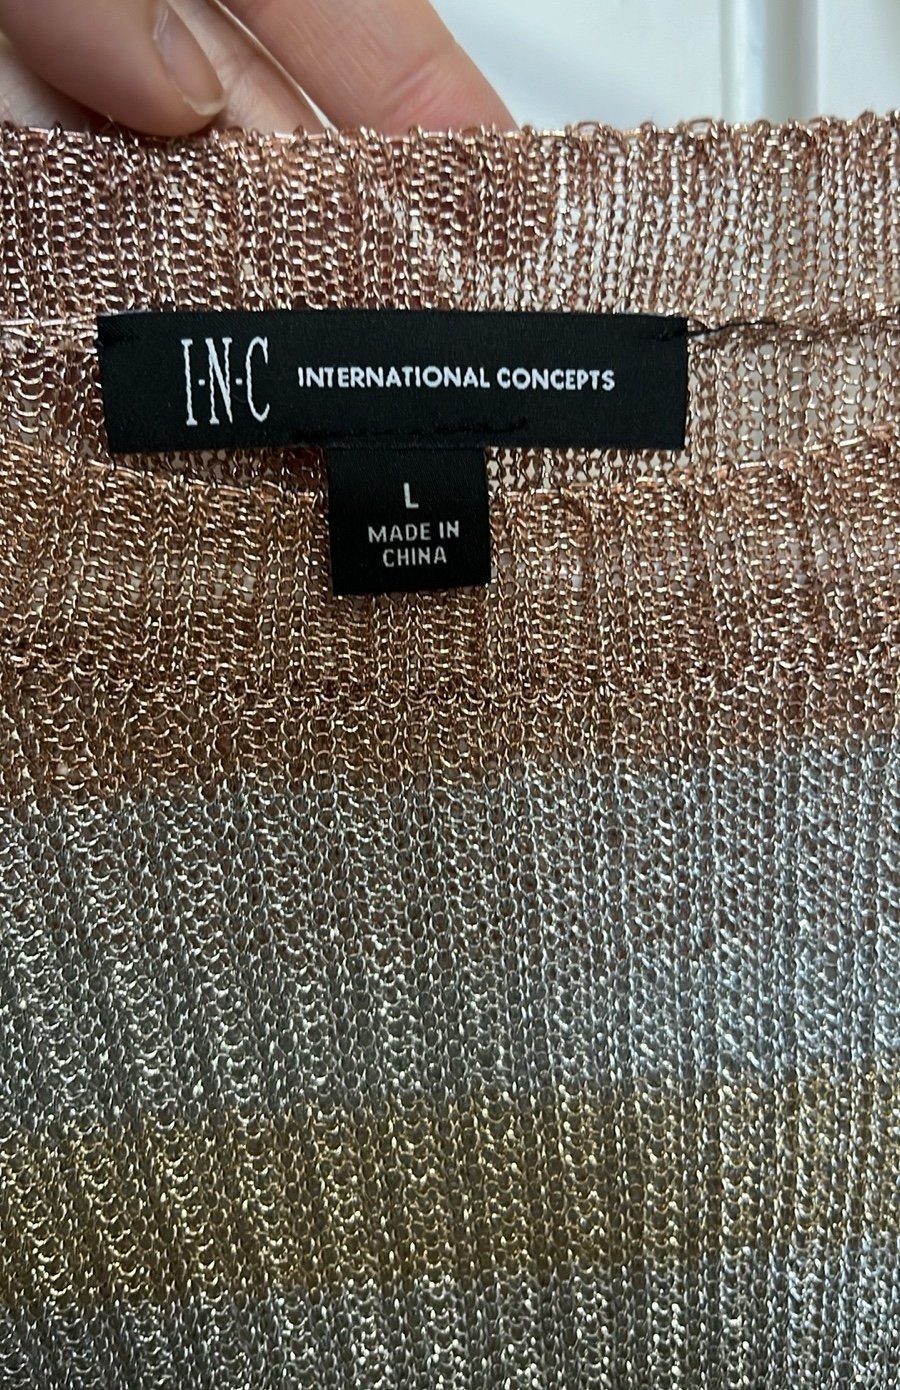 I·N·C INTERNATIONAL CONCEPTS
L
MADE IN
CHINA